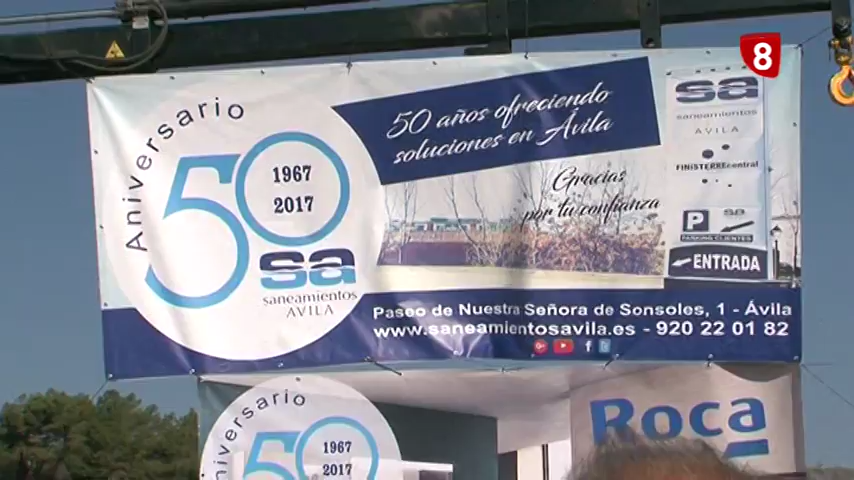 8
Aniversario
50
1967
2017
sa
saneamientos
AVILA
50 años ofreciendo
soluciones en Ávila
Gracias
por tu confianza
sa
saneamientos
AVILA
FINiSTERREcentral
P
sa
PARKING CLIENTES
ENTRADA
Paseo de Nuestra Señora de Sonsoles, 1 - Ávila
www.saneamientosavila.es - 920 22 01 82
Aniversario
50
1967
2017
Roca